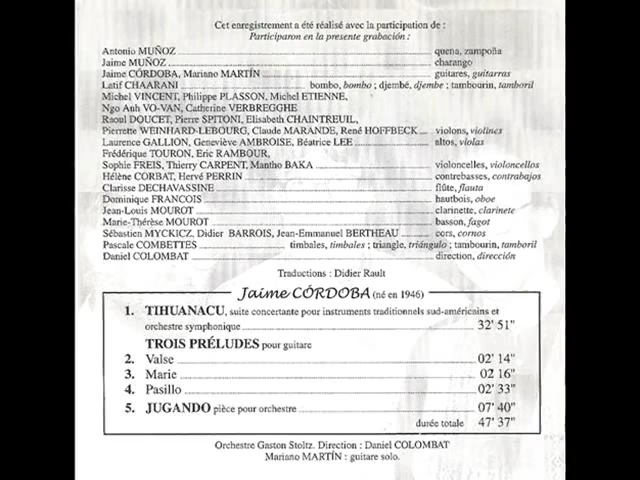 Cet enregistrement a été réalisé avec la participation de :
Participaron en la presente grabación :
Antonio MUÑOZ quena, zampoña
Jaime MUÑOZ charango
Jaime CÓRDOBA, Mariano MARTÍN guitares, guitarras
Latif CHAARANI bombo, bombo ; djembé, djembe ; tambourin, tamboril
Michel VINCENT, Philippe PLASSON, Michel ETIENNE,
Ngo Anh VO-VAN, Catherine VERBREGGHE
Raoul DOUCET, Pierre SPITONI, Elisabeth CHAINTREUIL,
Pierrette WEINHARD-LEBOURG, Claude MARANDE, René HOFFBECK violons, violines
Laurence GALLION, Geneviève AMBROISE, Béatrice LEE altos, violas
Frédérique TOURON, Eric RAMBOUR,
Sophie FREIS, Thierry CARPENT, Mantho BAKA violoncelles, violoncellos
Hélène CORBAT, Hervé PERRIN contrebasses, contrabajos
Clarisse DECHAVASSINE flûte, flauta
Dominique FRANCOIS hautbois, oboe
Jean-Louis MOUROT clarinette, clarinete
Marie-Thérèse MOUROT basson, fagot
Sébastien MYCKICZ, Didier BARROIS, Jean-Emmanuel BERTHEAU cors, cornos
Pascale COMBETTES timbales, timbales ; triangle, triángulo ; tambourin, tamboril
Daniel COLOMBAT direction, dirección
Traductions : Didier Rault
Jaime CÓRDOBA (né en 1946)
1. TIHUANACU, suite concertante pour instruments traditionnels sud-américains et
orchestre symphonique 32' 51"
TROIS PRÉLUDES pour guitare
2. Valse 02' 14"
3. Marie 02' 16"
4. Pasillo 02' 33"
5. JUGANDO pièce pour orchestre 07' 40"
durée totale 47' 37"
Orchestre Gaston Stoltz. Direction : Daniel COLOMBAT
Mariano MARTÍN : guitare solo.